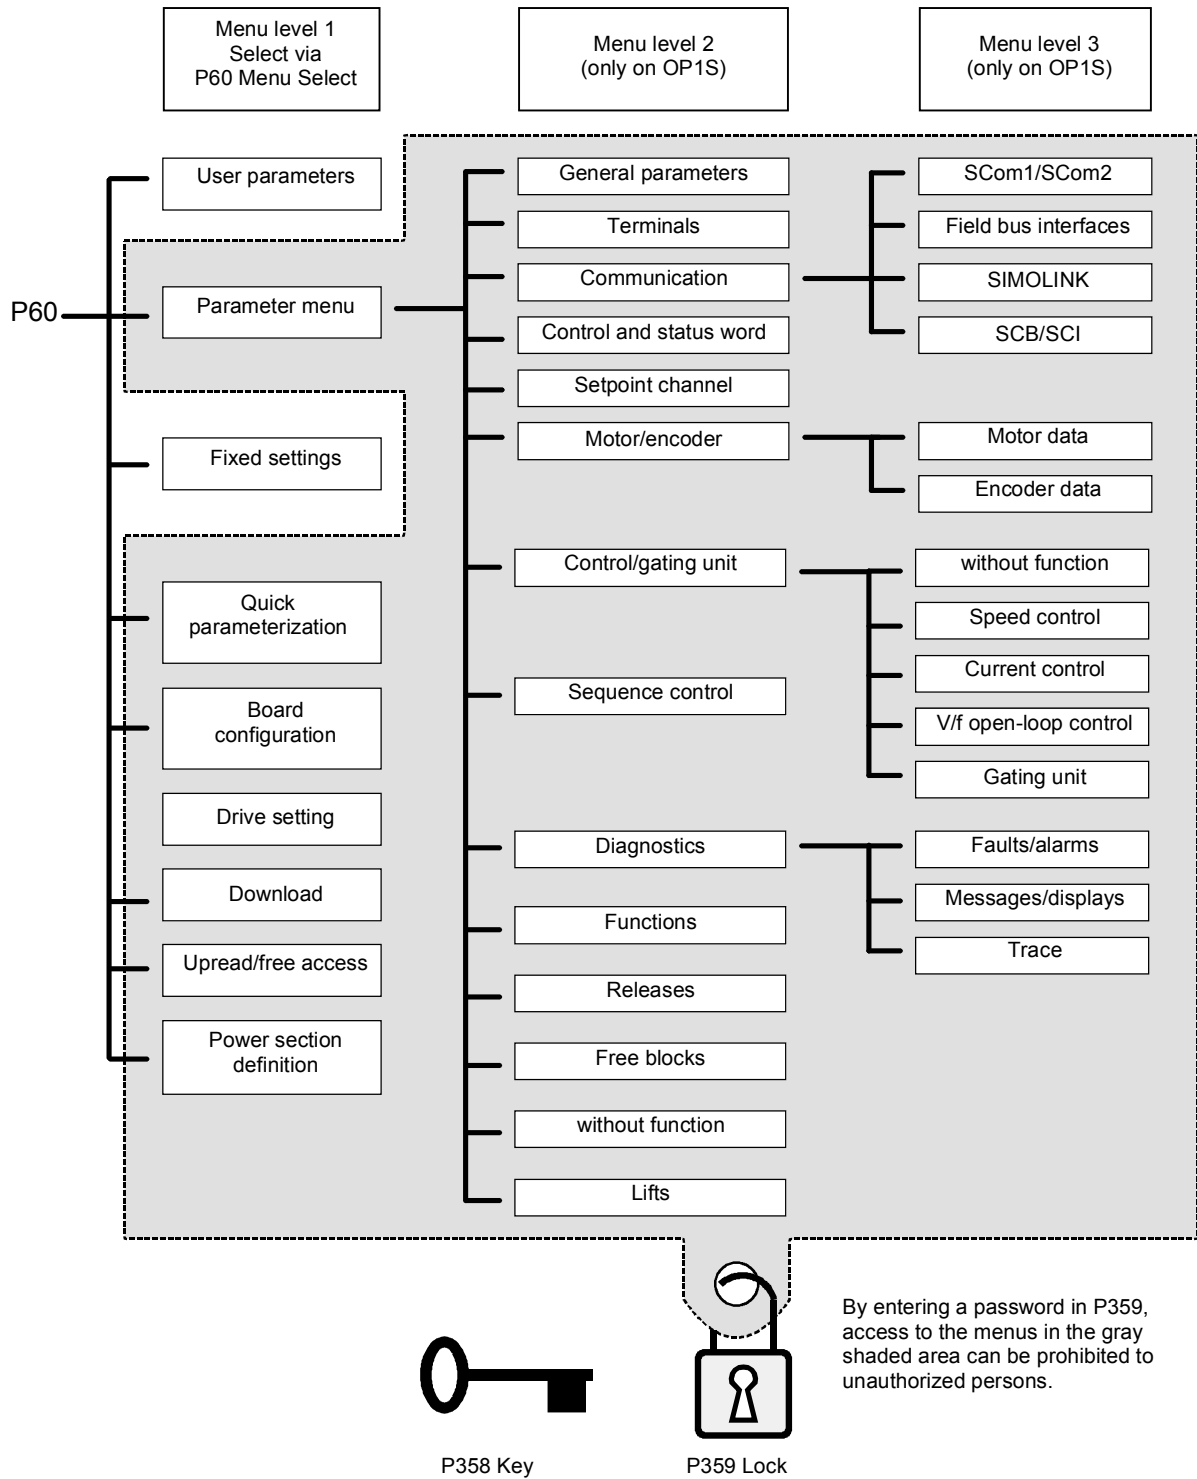 Menu level 1
Select via
P60 Menu Select
Menu level 2
(only on OP1S)
Menu level 3
(only on OP1S)
P60
User parameters
Parameter menu
Fixed settings
Quick
parameterization
Board
configuration
Drive setting
Download
Upread/free access
Power section
definition
General parameters
Terminals
Communication
Control and status word
Setpoint channel
Motor/encoder
Control/gating unit
Sequence control
Diagnostics
Functions
Releases
Free blocks
without function
Lifts
SCom1/SCom2
Field bus interfaces
SIMOLINK
SCB/SCI
Motor data
Encoder data
without function
Speed control
Current control
V/f open-loop control
Gating unit
Faults/alarms
Messages/displays
Trace
By entering a password in P359,
access to the menus in the gray
shaded area can be prohibited to
unauthorized persons.
P358 Key
P359 Lock